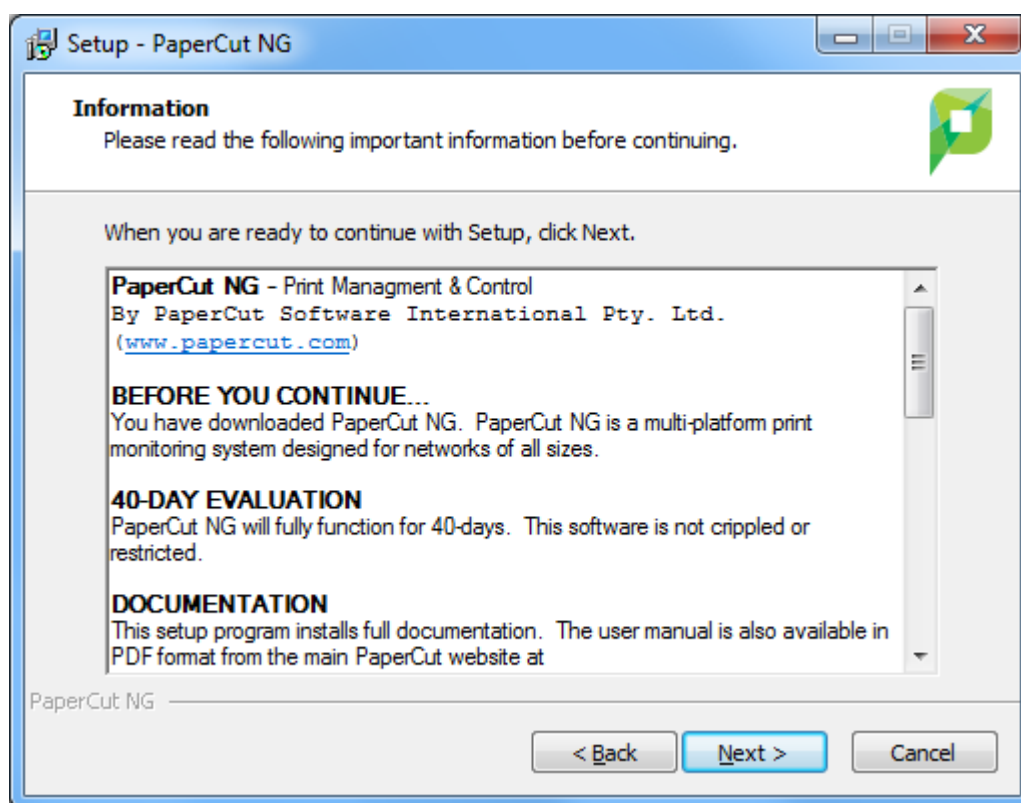 Setup - PaperCut NG
Information
Please read the following important information before continuing.
When you are ready to continue with Setup, click Next.
PaperCut NG - Print Managment & Control
By PaperCut Software International Pty. Ltd.
(www.papercut.com)
BEFORE YOU CONTINUE...
You have downloaded PaperCut NG.  PaperCut NG is a multi-platform print
monitoring system designed for networks of all sizes.
40-DAY EVALUATION
PaperCut NG will fully function for 40-days.  This software is not crippled or
restricted.
DOCUMENTATION
This setup program installs full documentation.  The user manual is also available in
PDF format from the main PaperCut website at
PaperCut NG
< Back
Next >
Cancel